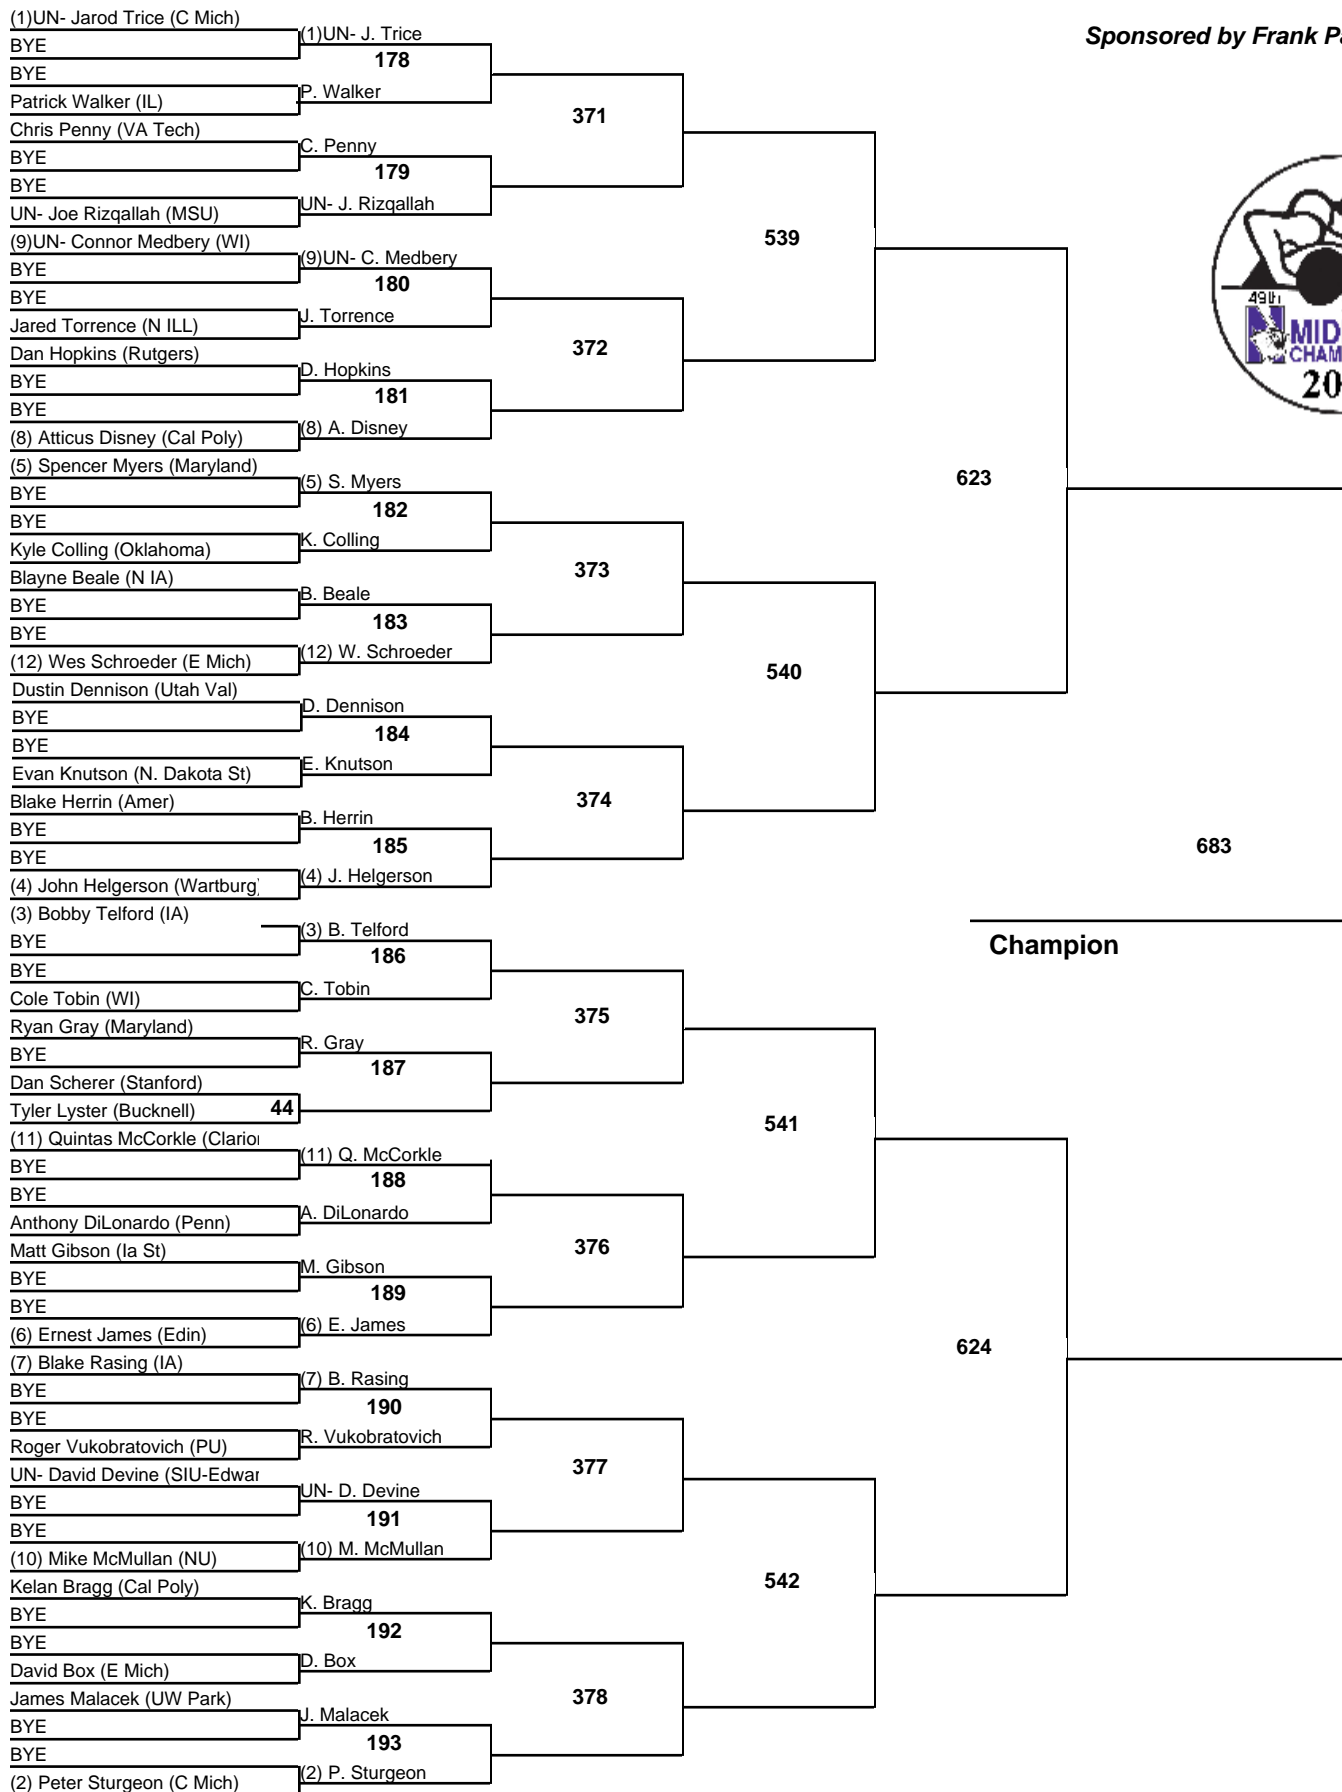 (1)UN- Jarod Trice (C Mich)
BYE
BYE
Patrick Walker (IL)
Chris Penny (VA Tech)
BYE
BYE
UN- Joe Rizqallah (MSU)
(9)UN- Connor Medbery (WI)
BYE
BYE
Jared Torrence (N ILL)
Dan Hopkins (Rutgers)
BYE
BYE
(8) Atticus Disney (Cal Poly)
(5) Spencer Myers (Maryland)
BYE
BYE
Kyle Colling (Oklahoma)
Blayne Beale (N IA)
BYE
BYE
(12) Wes Schroeder (E Mich)
Dustin Dennison (Utah Val)
BYE
BYE
Evan Knutson (N. Dakota St)
Blake Herrin (Amer)
BYE
BYE
(4) John Helgerson (Wartburg)
(3) Bobby Telford (IA)
BYE
BYE
Cole Tobin (WI)
Ryan Gray (Maryland)
BYE
Dan Scherer (Stanford)
Tyler Lyster (Bucknell) 44
(11) Quintas McCorkle (Clarion
BYE
BYE
Anthony DiLonardo (Penn)
Matt Gibson (Ia St)
BYE
BYE
(6) Ernest James (Edin)
(7) Blake Rasing (IA)
BYE
BYE
Roger Vukobratovich (PU)
UN- David Devine (SIU-Edwar
BYE
BYE
(10) Mike McMullan (NU)
Kelan Bragg (Cal Poly)
BYE
BYE
David Box (E Mich)
James Malacek (UW Park)
BYE
BYE
(2) Peter Sturgeon (C Mich)
(1)UN- J. Trice
178
P. Walker
C. Penny
179
UN- J. Rizqallah
(9)UN- C. Medbery
180
J. Torrence
D. Hopkins
181
(8) A. Disney
(5) S. Myers
182
K. Colling
B. Beale
183
(12) W. Schroeder
D. Dennison
184
E. Knutson
B. Herrin
185
(4) J. Helgerson
(3) B. Telford
186
C. Tobin
R. Gray
187
(11) Q. McCorkle
188
A. DiLonardo
M. Gibson
189
(6) E. James
(7) B. Rasing
190
R. Vukobratovich
UN- D. Devine
191
(10) M. McMullan
K. Bragg
192
D. Box
J. Malacek
193
(2) P. Sturgeon
371
372
373
374
375
376
377
378
539
540
541
542
623
624
683
Champion
Sponsored by Frank Pa
49th
N MID
CHAM
20